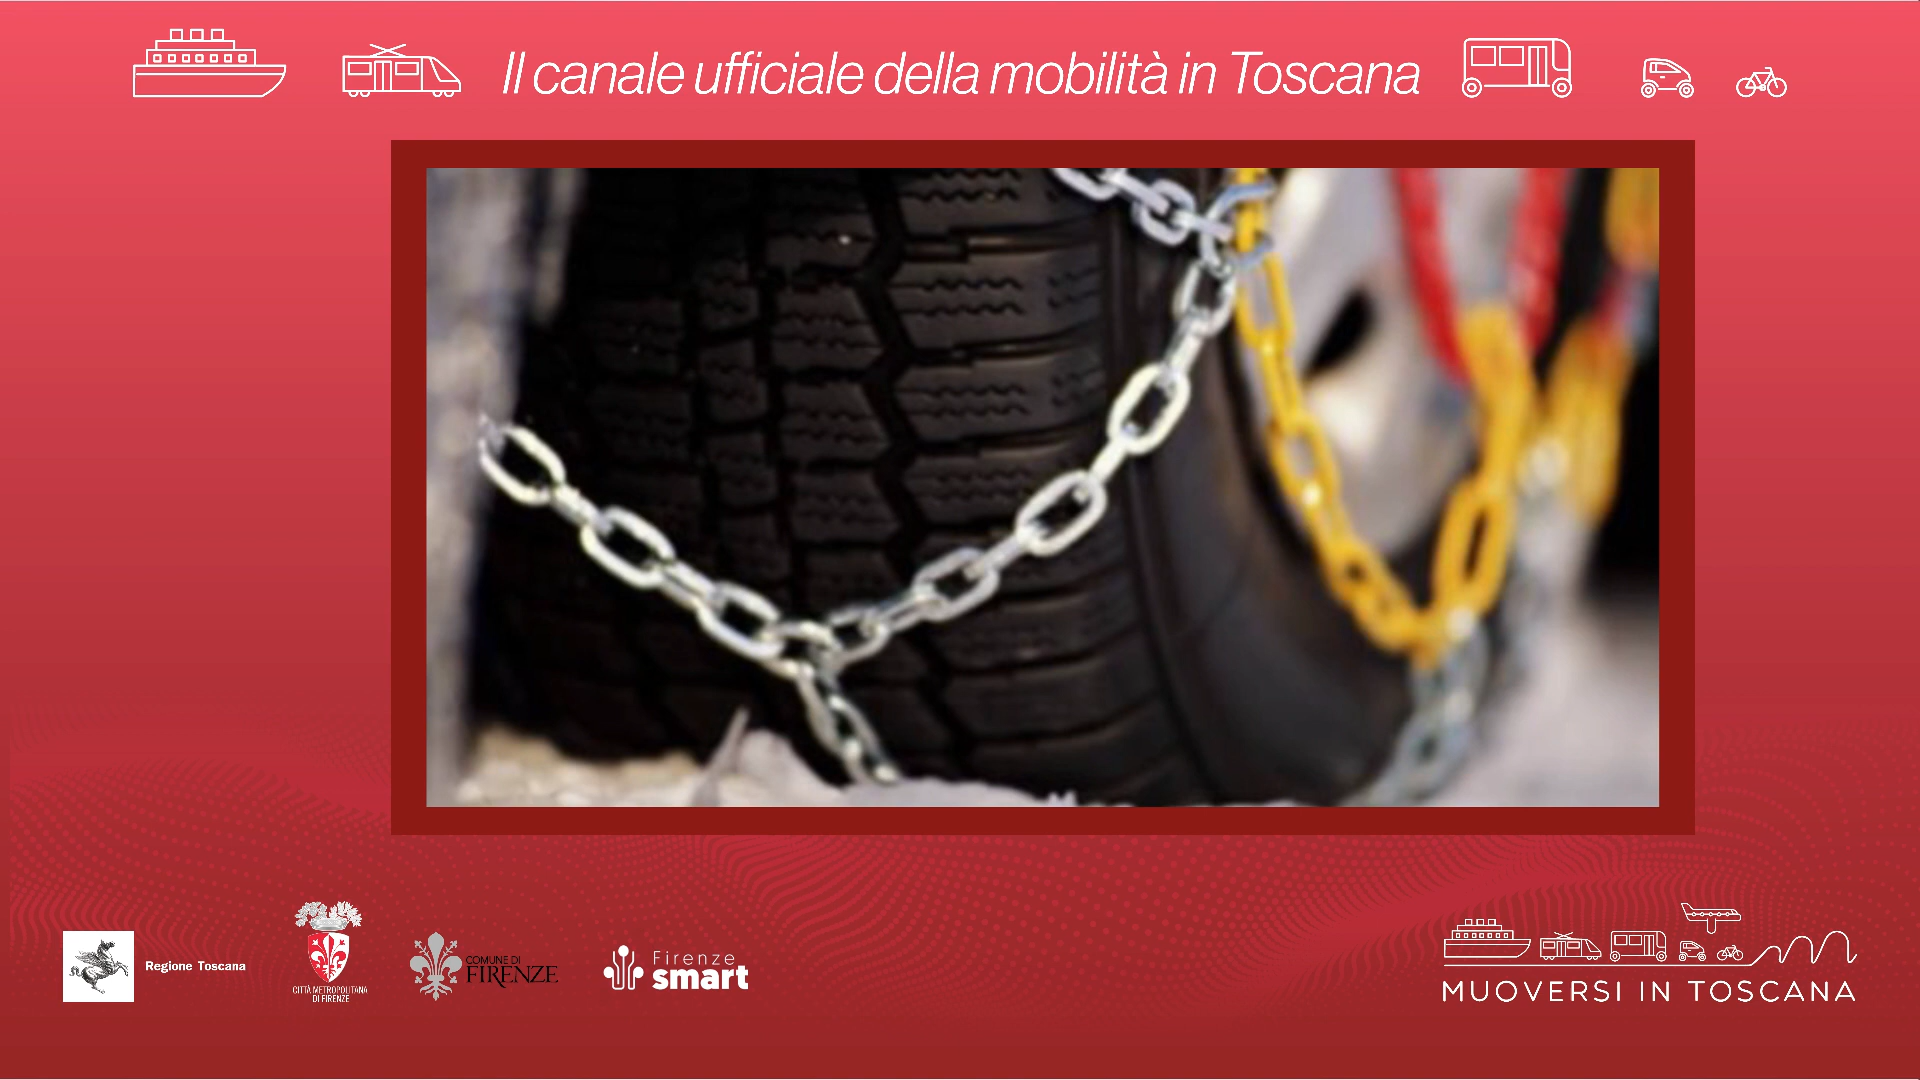 Il canale ufficiale della mobilità in Toscana
Regione Toscana
CITTÀ METROPOLITANA
DI FIRENZE
COMUNE DI
FIRENZE
Firenze
smart
MUOVERSI IN TOSCANA